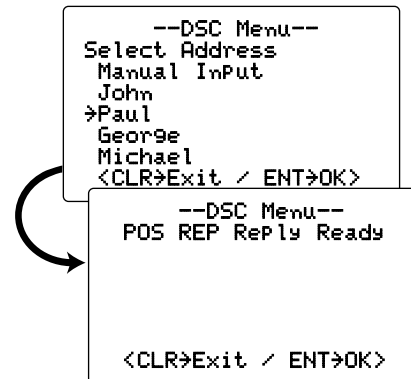 --DSC Menu--
Select Address
Manual Input
John
→Paul
George
Michael
<CLR→Exit / ENT→OK>
--DSC Menu--
POS REP Reply Ready
<CLR→Exit / ENT→OK>